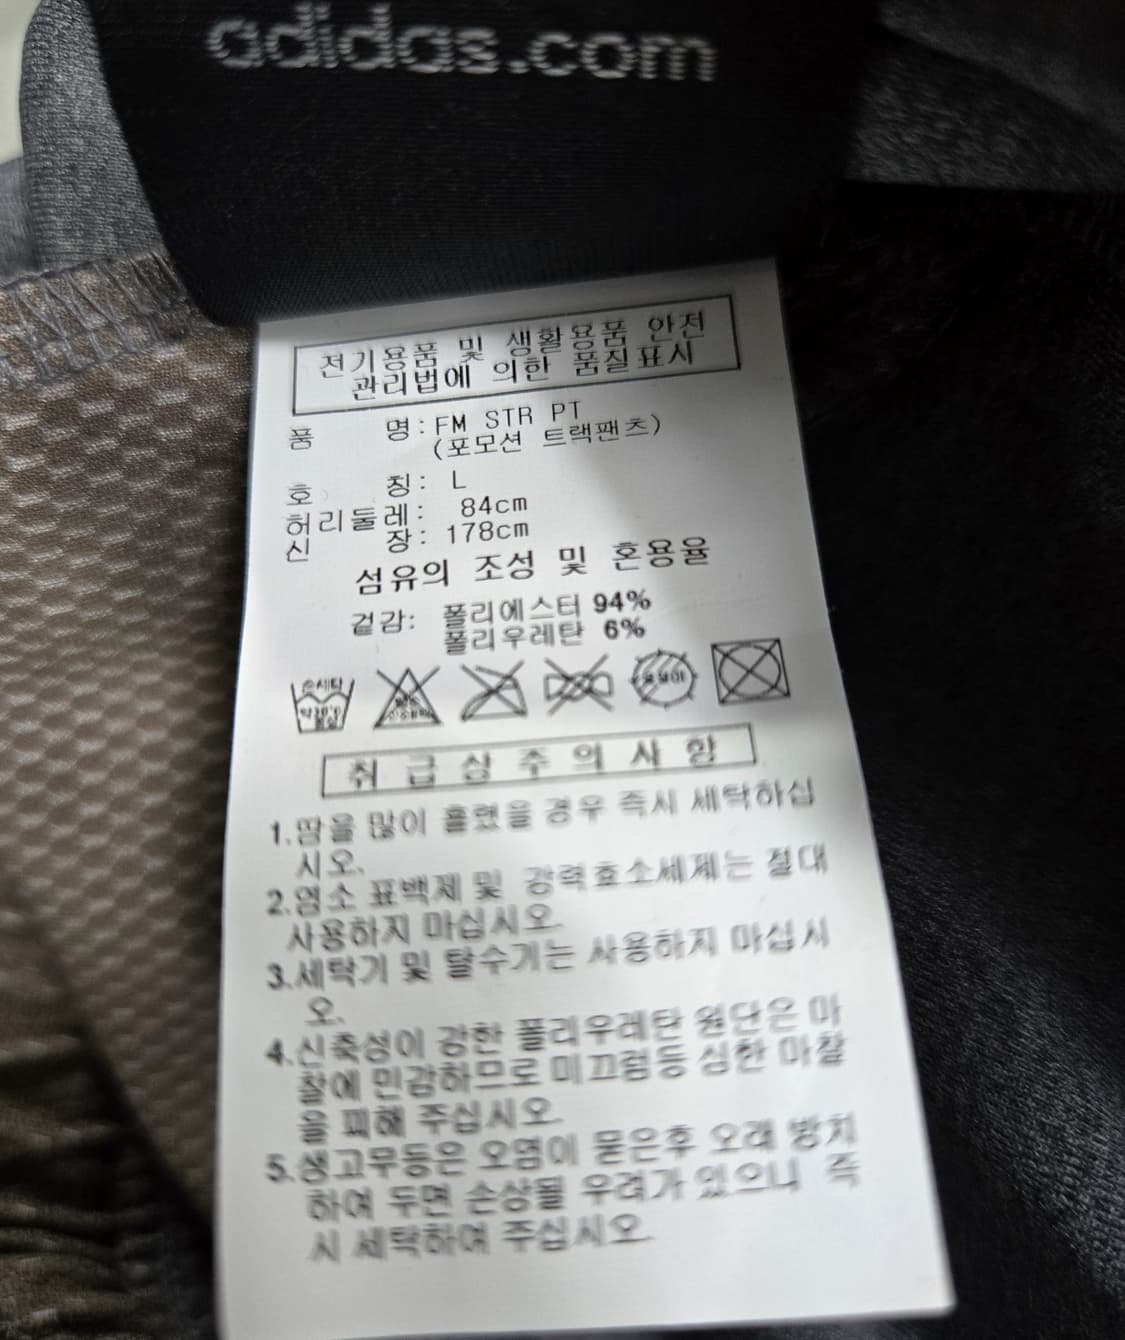 adidas.com
전기용품 및 생활용품 안전
관리법에 의한 품질표시
품 명: FM STR PT
(포모션 트랙팬츠)
호 칭: L
허리둘레: 84cm
신 장: 178cm
섬유의 조성 및 혼용율
겉감: 폴리에스터 94%
폴리우레탄 6%
손세탁
약30℃
중성
염소
취급상주의사항
1.땀을 많이 흘렸을 경우 즉시 세탁하십
시오.
2.염소 표백제 및 강력효소세제는 절대
사용하지 마십시오.
3.세탁기 및 탈수기는 사용하지 마십시
오.
4.신축성이 강한 폴리우레탄 원단은 마
찰에 민감하므로 미끄럼등 심한 마찰
을 피해 주십시오.
5.생고무등은 오염이 묻은후 오래 방치
하여 두면 손상될 우려가 있으니 즉
시 세탁하여 주십시오.